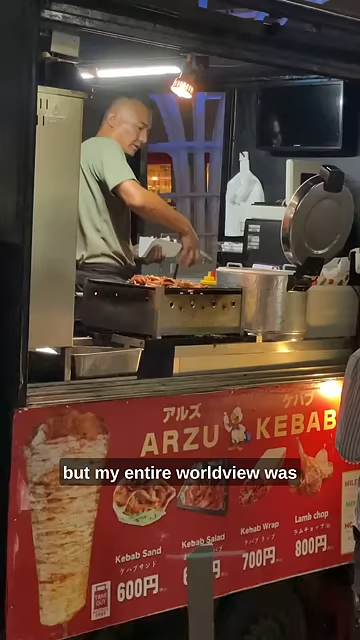 アルズ
ケバブ
ARZU KEBAB
but my entire worldview was
Kebab Sand
ケバブサンド
600円
Kebab Salad
Kebab Wrap
ケバブ ラップ
700円
Lamb chop
ラムチョップ
800円